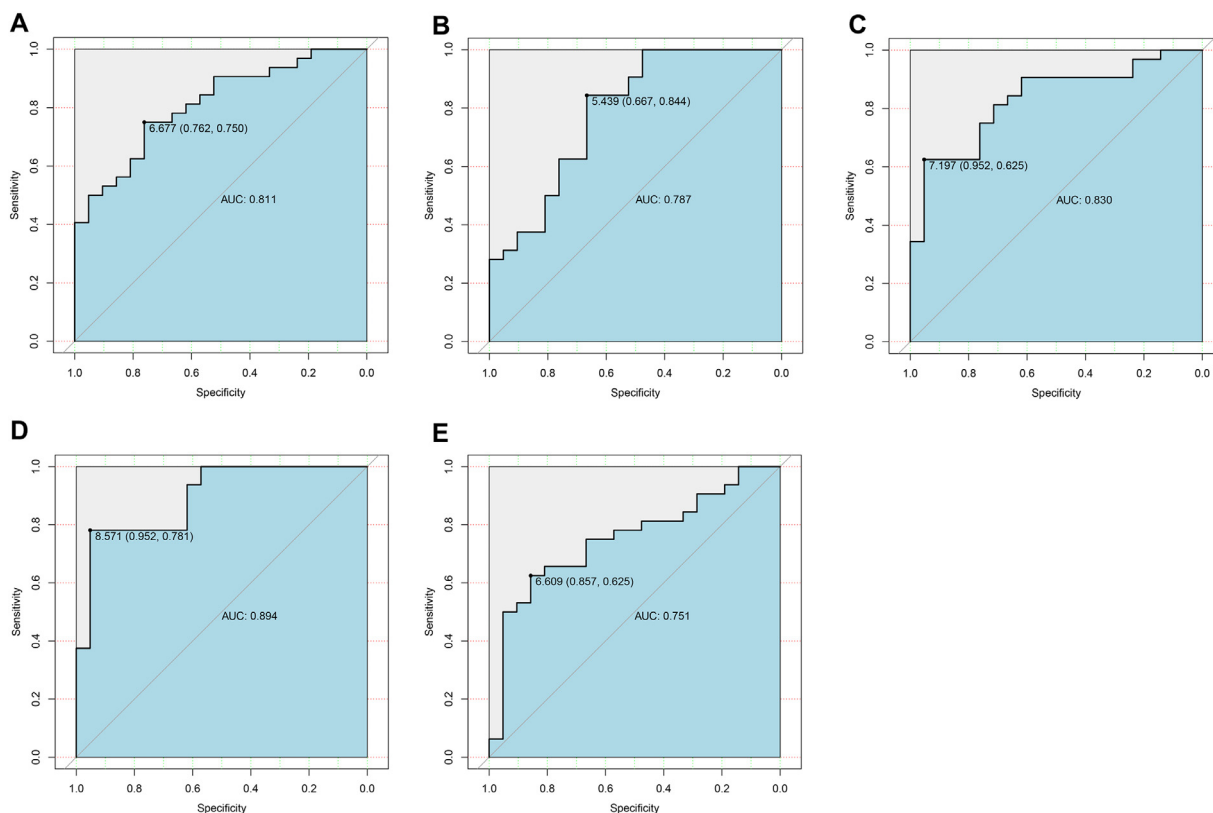 A
1.0
0.8
0.6
0.4
0.2
0.0
Sensitivity
6.677 (0.762, 0.750)
AUC: 0.811
1.0 0.8 0.6 0.4 0.2 0.0
Specificity
B
1.0
0.8
0.6
0.4
0.2
0.0
Sensitivity
5.439 (0.667, 0.844)
AUC: 0.787
1.0 0.8 0.6 0.4 0.2 0.0
Specificity
C
1.0
0.8
0.6
0.4
0.2
0.0
Sensitivity
7.197 (0.952, 0.625)
AUC: 0.830
1.0 0.8 0.6 0.4 0.2 0.0
Specificity
D
1.0
0.8
0.6
0.4
0.2
0.0
Sensitivity
8.571 (0.952, 0.781)
AUC: 0.894
1.0 0.8 0.6 0.4 0.2 0.0
Specificity
E
1.0
0.8
0.6
0.4
0.2
0.0
Sensitivity
6.609 (0.857, 0.625)
AUC: 0.751
1.0 0.8 0.6 0.4 0.2 0.0
Specificity